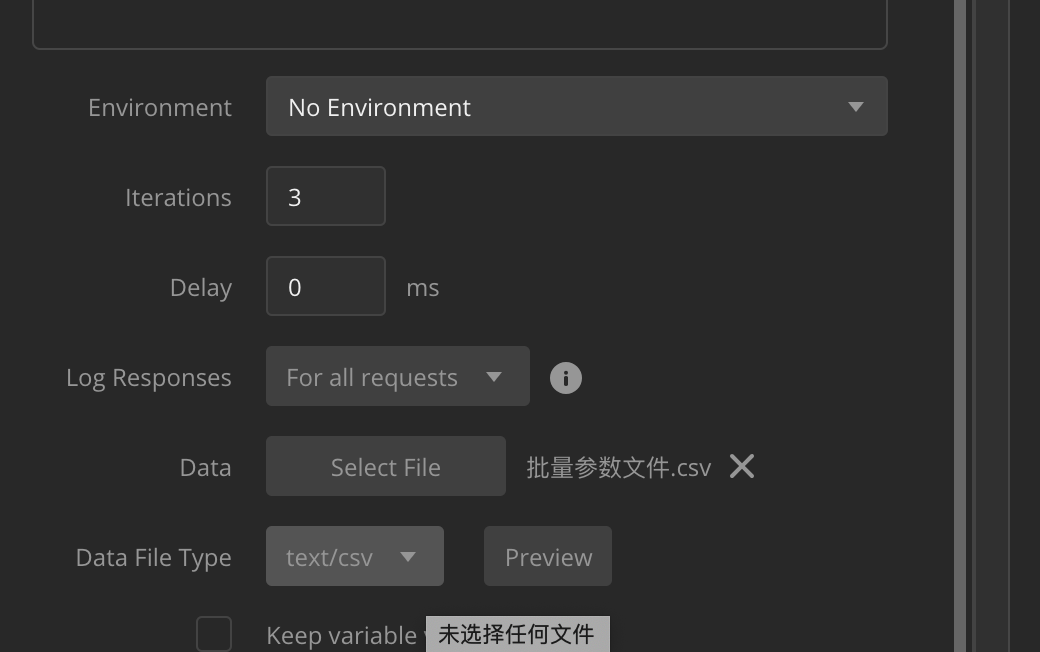 Environment No Environment
Iterations 3
Delay 0 ms
Log Responses For all requests
Data Select File 批量参数文件.csv
Data File Type text/csv Preview
Keep variable
未选择任何文件